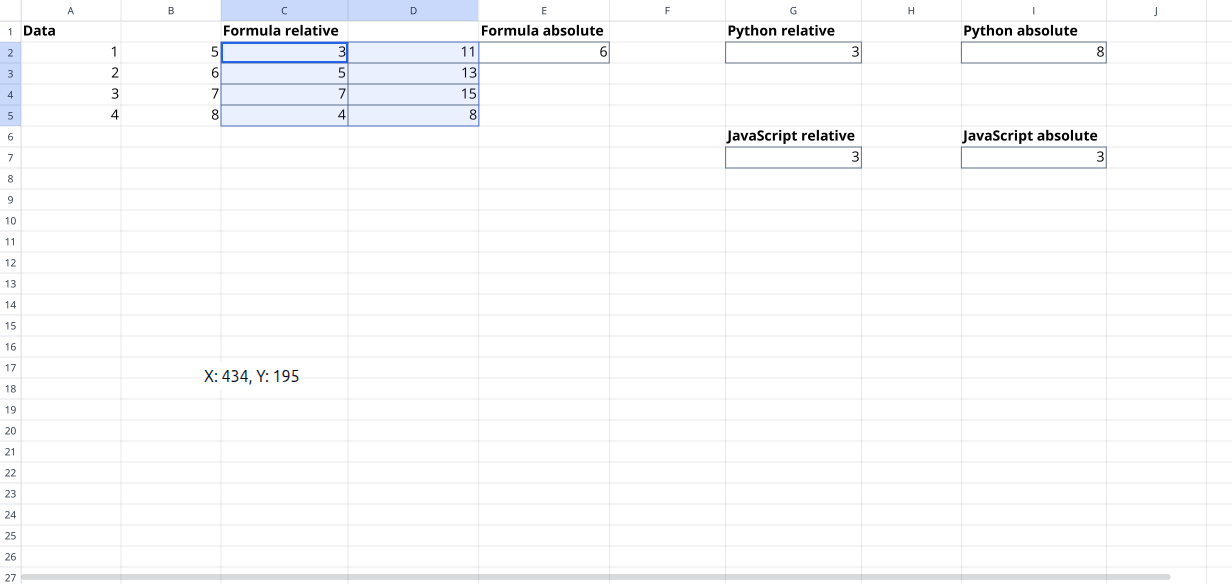 A B C D E F G H I J
1 Data Formula relative Formula absolute Python relative Python absolute
2 1 5 3 11 6 3 8
3 2 6 5 13
4 3 7 7 15
5 4 8 4 8
6 JavaScript relative JavaScript absolute
7 3 3
8
9
10
11
12
13
14
15
16
17
X: 434, Y: 195
18
19
20
21
22
23
24
25
26
27